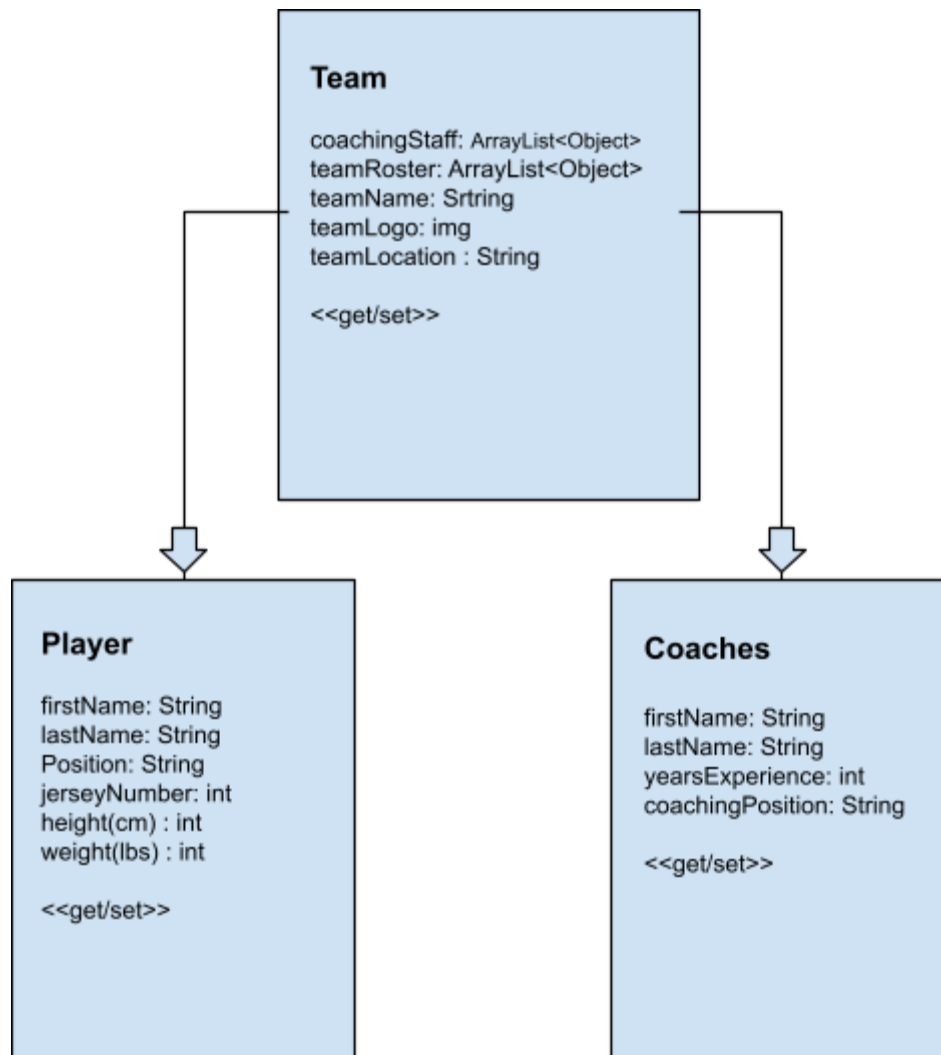 Team
coachingStaff: ArrayList<Object>
teamRoster: ArrayList<Object>
teamName: Srtring
teamLogo: img
teamLocation : String
<<get/set>>
Player
firstName: String
lastName: String
Position: String
jerseyNumber: int
height(cm) : int
weight(lbs) : int
<<get/set>>
Coaches
firstName: String
lastName: String
yearsExperience: int
coachingPosition: String
<<get/set>>